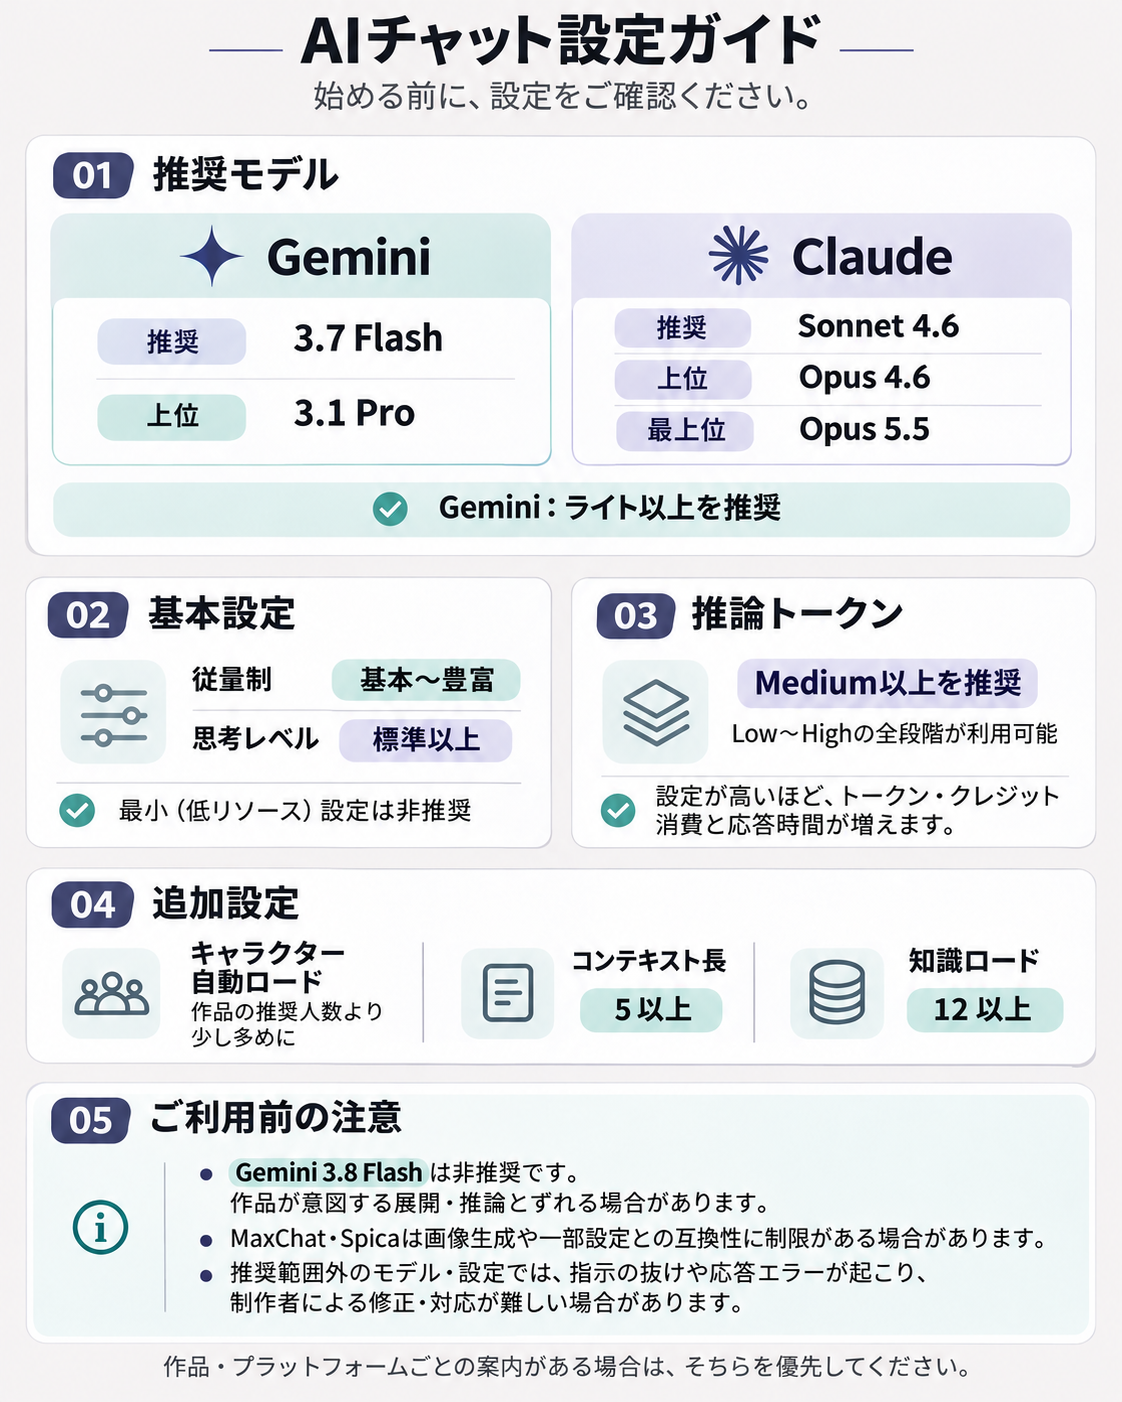 AIチャット設定ガイド
始める前に、設定をご確認ください。
01 推奨モデル
Gemini
推奨 3.7 Flash
上位 3.1 Pro
Claude
推奨 Sonnet 4.6
上位 Opus 4.6
最上位 Opus 5.5
Gemini：ライト以上を推奨
02 基本設定
従量制 基本～豊富
思考レベル 標準以上
最小（低リソース）設定は非推奨
03 推論トークン
Medium以上を推奨
Low～Highの全段階が利用可能
設定が高いほど、トークン・クレジット
消費と応答時間が増えます。
04 追加設定
キャラクター
自動ロード
作品の推奨人数より
少し多めに
コンテキスト長
5 以上
知識ロード
12 以上
05 ご利用前の注意
• Gemini 3.8 Flash は非推奨です。
作品が意図する展開・推論とずれる場合があります。
• MaxChat・Spicaは画像生成や一部設定との互換性に制限がある場合があります。
• 推奨範囲外のモデル・設定では、指示の抜けや応答エラーが起こり、
制作者による修正・対応が難しい場合があります。
作品・プラットフォームごとの案内がある場合は、そちらを優先してください。